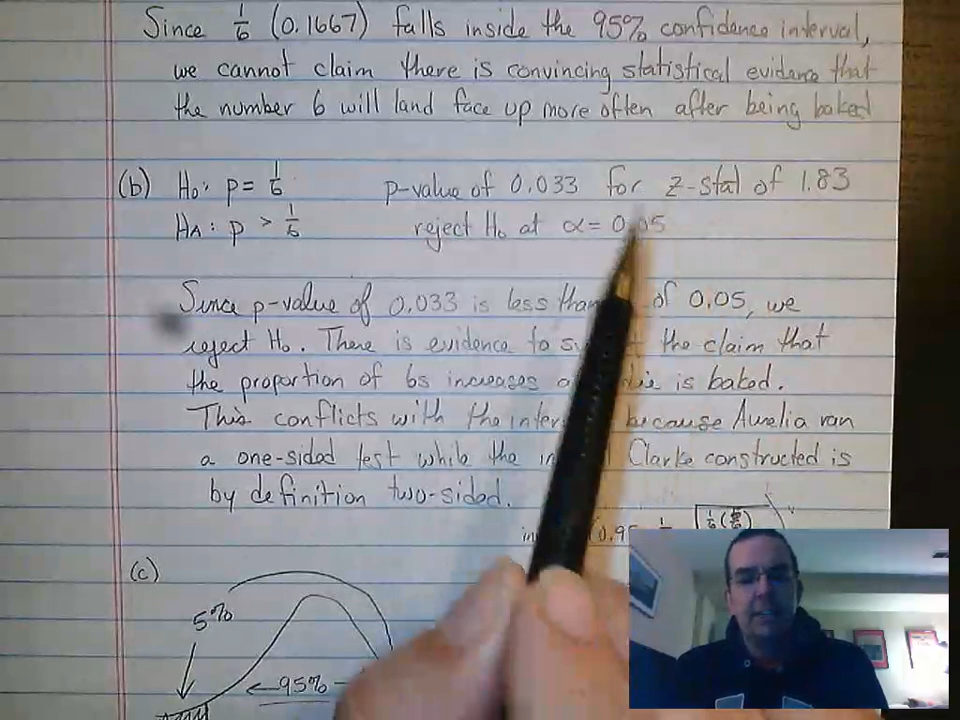 Since 1/6 (0.1667) falls inside the 95% confidence interval,
we cannot claim there is convincing statistical evidence that
the number 6 will land face up more often after being baked
(b) H₀: p = 1/6 p-value of 0.033 for z-stat of 1.83
Hᴀ: p > 1/6 reject H₀ at α = 0.05
Since p-value of 0.033 is less than of 0.05, we
reject H₀. There is evidence to the claim that
the proportion of 6s increases is baked.
This conflicts with the because Aurelia ran
a one-sided test while the Clarke constructed is
by definition two-sided.
(0.95 1/6
(c)
5%
←95%